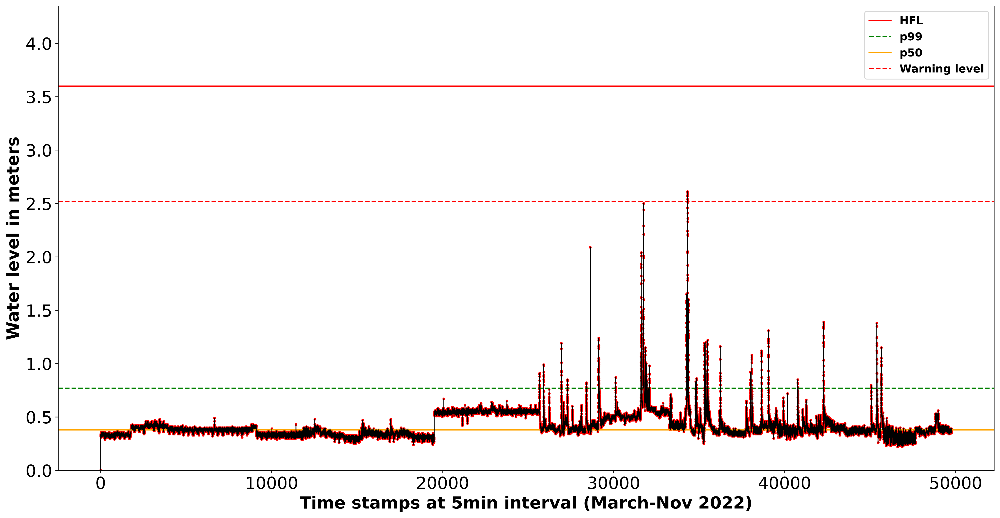 HFL
p99
p50
Warning level
4.0
3.5
3.0
2.5
2.0
1.5
1.0
0.5
0.0
Water level in meters
0 10000 20000 30000 40000 50000
Time stamps at 5min interval (March-Nov 2022)